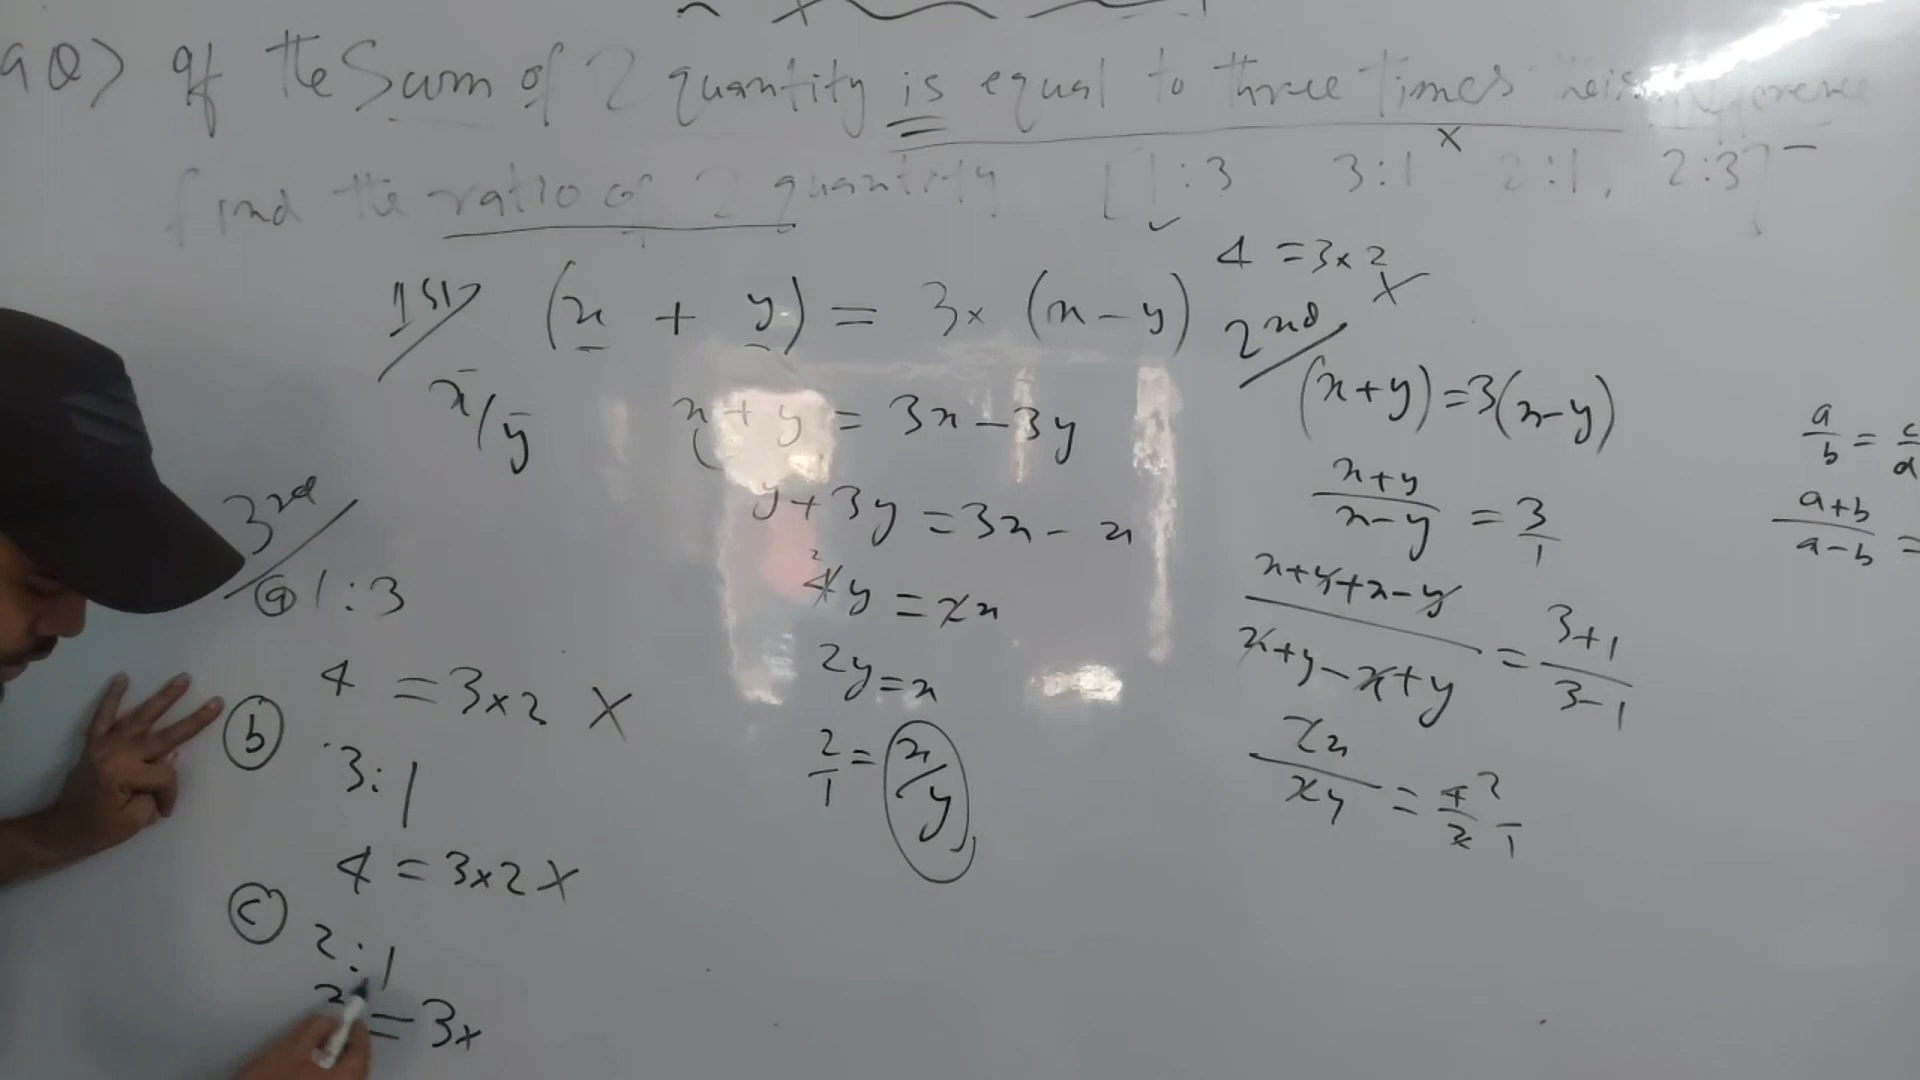 Q> If the Sum of 2 quantity is equal to three times
find the ratio of 2 quantity [1:3 3:1 2:1, 2:3]
4 = 3x2 X
1st (x + y) = 3x (x-y)
x/y
x+y = 3x-3y
y+3y = 3x-x
4y = 2x
2y = x
2/1 = x/y
2nd
(x+y)=3(x-y)
x+y/x-y = 3/1
x+y+x-y/x+y-x+y = 3+1/3-1
2x/2y = 4/2 2/1
a/b = c/d
a+b/a-b =
3rd
(a) 1:3
4 = 3x2 X
(b) 3:1
4 = 3x2 X
(c) 2:1
3 = 3x